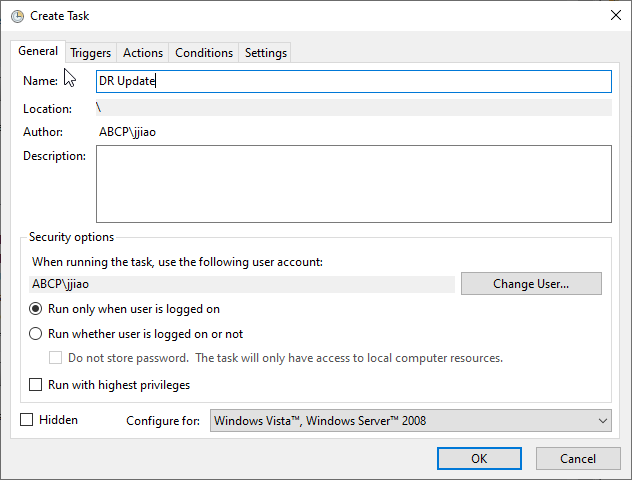 Create Task
General Triggers Actions Conditions Settings
Name: DR Update
Location: \
Author: ABCP\jjiao
Description:
Security options
When running the task, use the following user account:
ABCP\jjiao Change User...
Run only when user is logged on
Run whether user is logged on or not
Do not store password. The task will only have access to local computer resources.
Run with highest privileges
Hidden Configure for: Windows Vista™, Windows Server™ 2008
OK Cancel